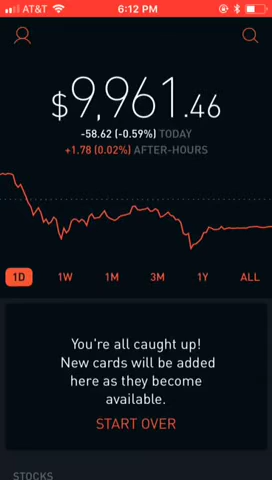 AT&T 6:12 PM
$9,961.46
-58.62 (-0.59%) TODAY
+1.78 (0.02%) AFTER-HOURS
1D 1W 1M 3M 1Y ALL
You're all caught up!
New cards will be added
here as they become
available.
START OVER
STOCKS